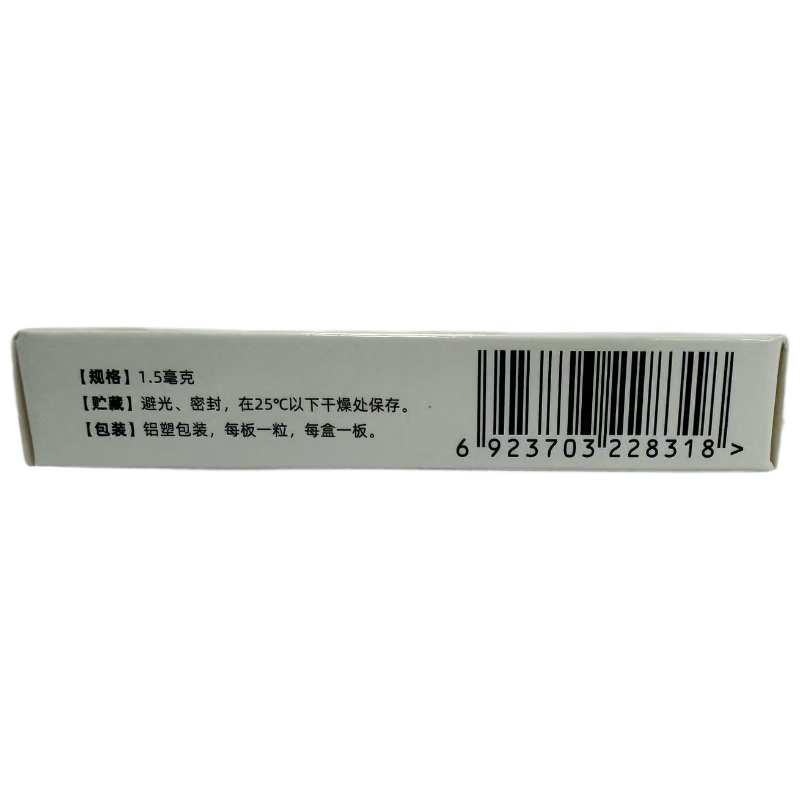 【规格】1.5毫克
【贮藏】避光、密封，在25℃以下干燥处保存。
【包装】铝塑包装，每板一粒，每盒一板。
6 923703 228318 >